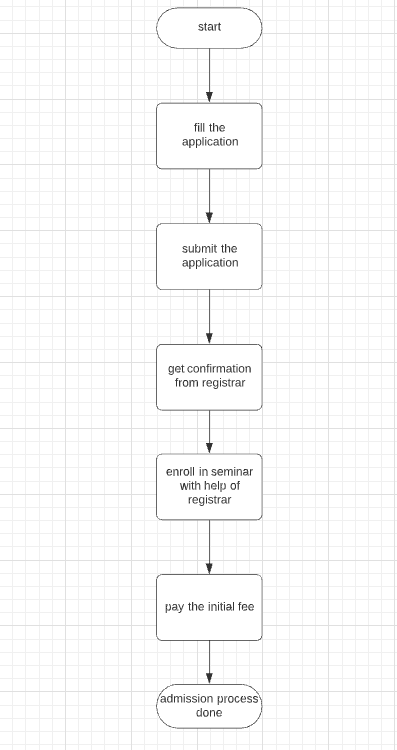 start
fill the
application
submit the
application
get confirmation
from registrar
enroll in seminar
with help of
registrar
pay the initial fee
admission process
done